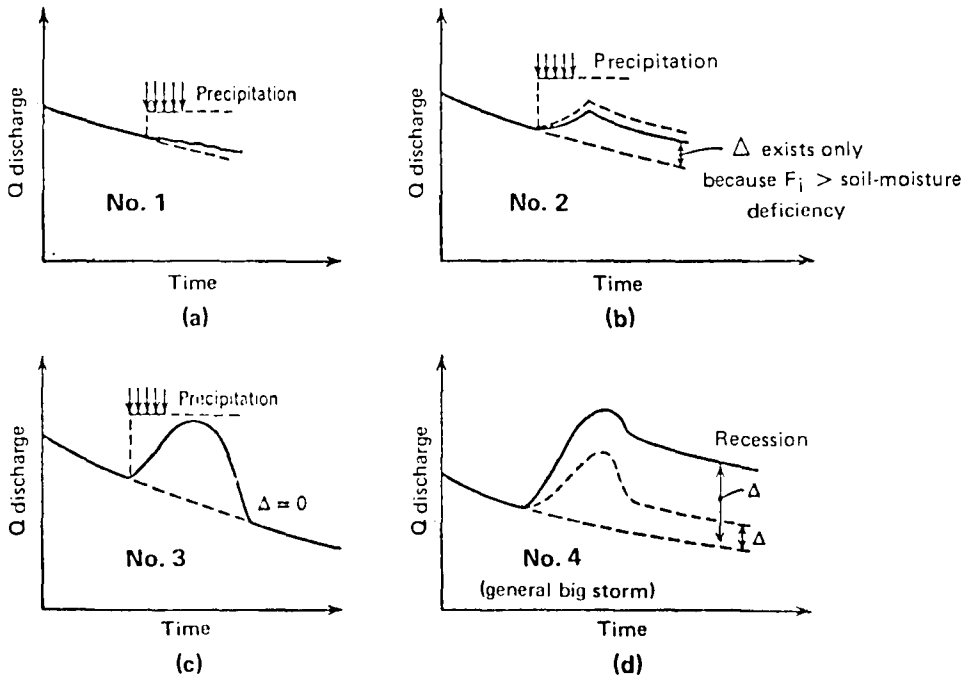 Q discharge
Precipitation
No. 1
Time
(a)
Q discharge
Precipitation
Δ exists only
because Fi > soil-moisture
deficiency
No. 2
Time
(b)
Q discharge
Precipitation
Δ = 0
No. 3
Time
(c)
Q discharge
Recession
Δ
Δ
No. 4
(general big storm)
Time
(d)